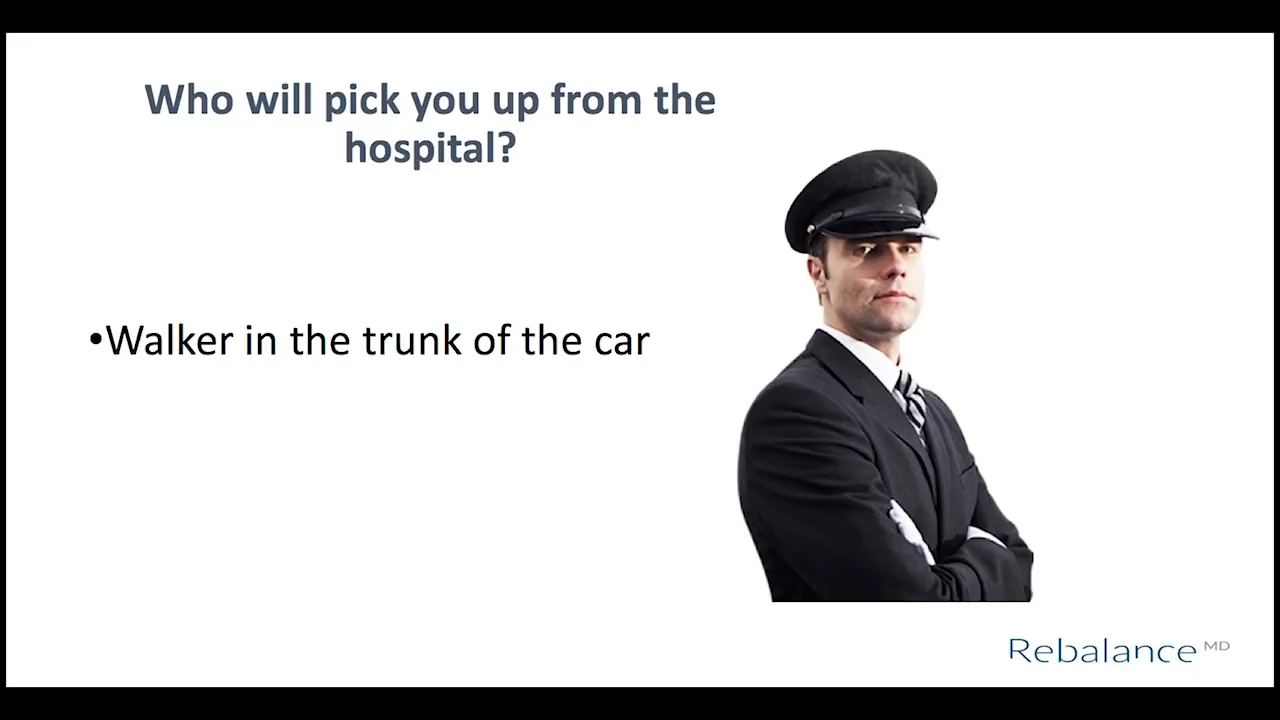 Who will pick you up from the
hospital?
•Walker in the trunk of the car
Rebalance MD